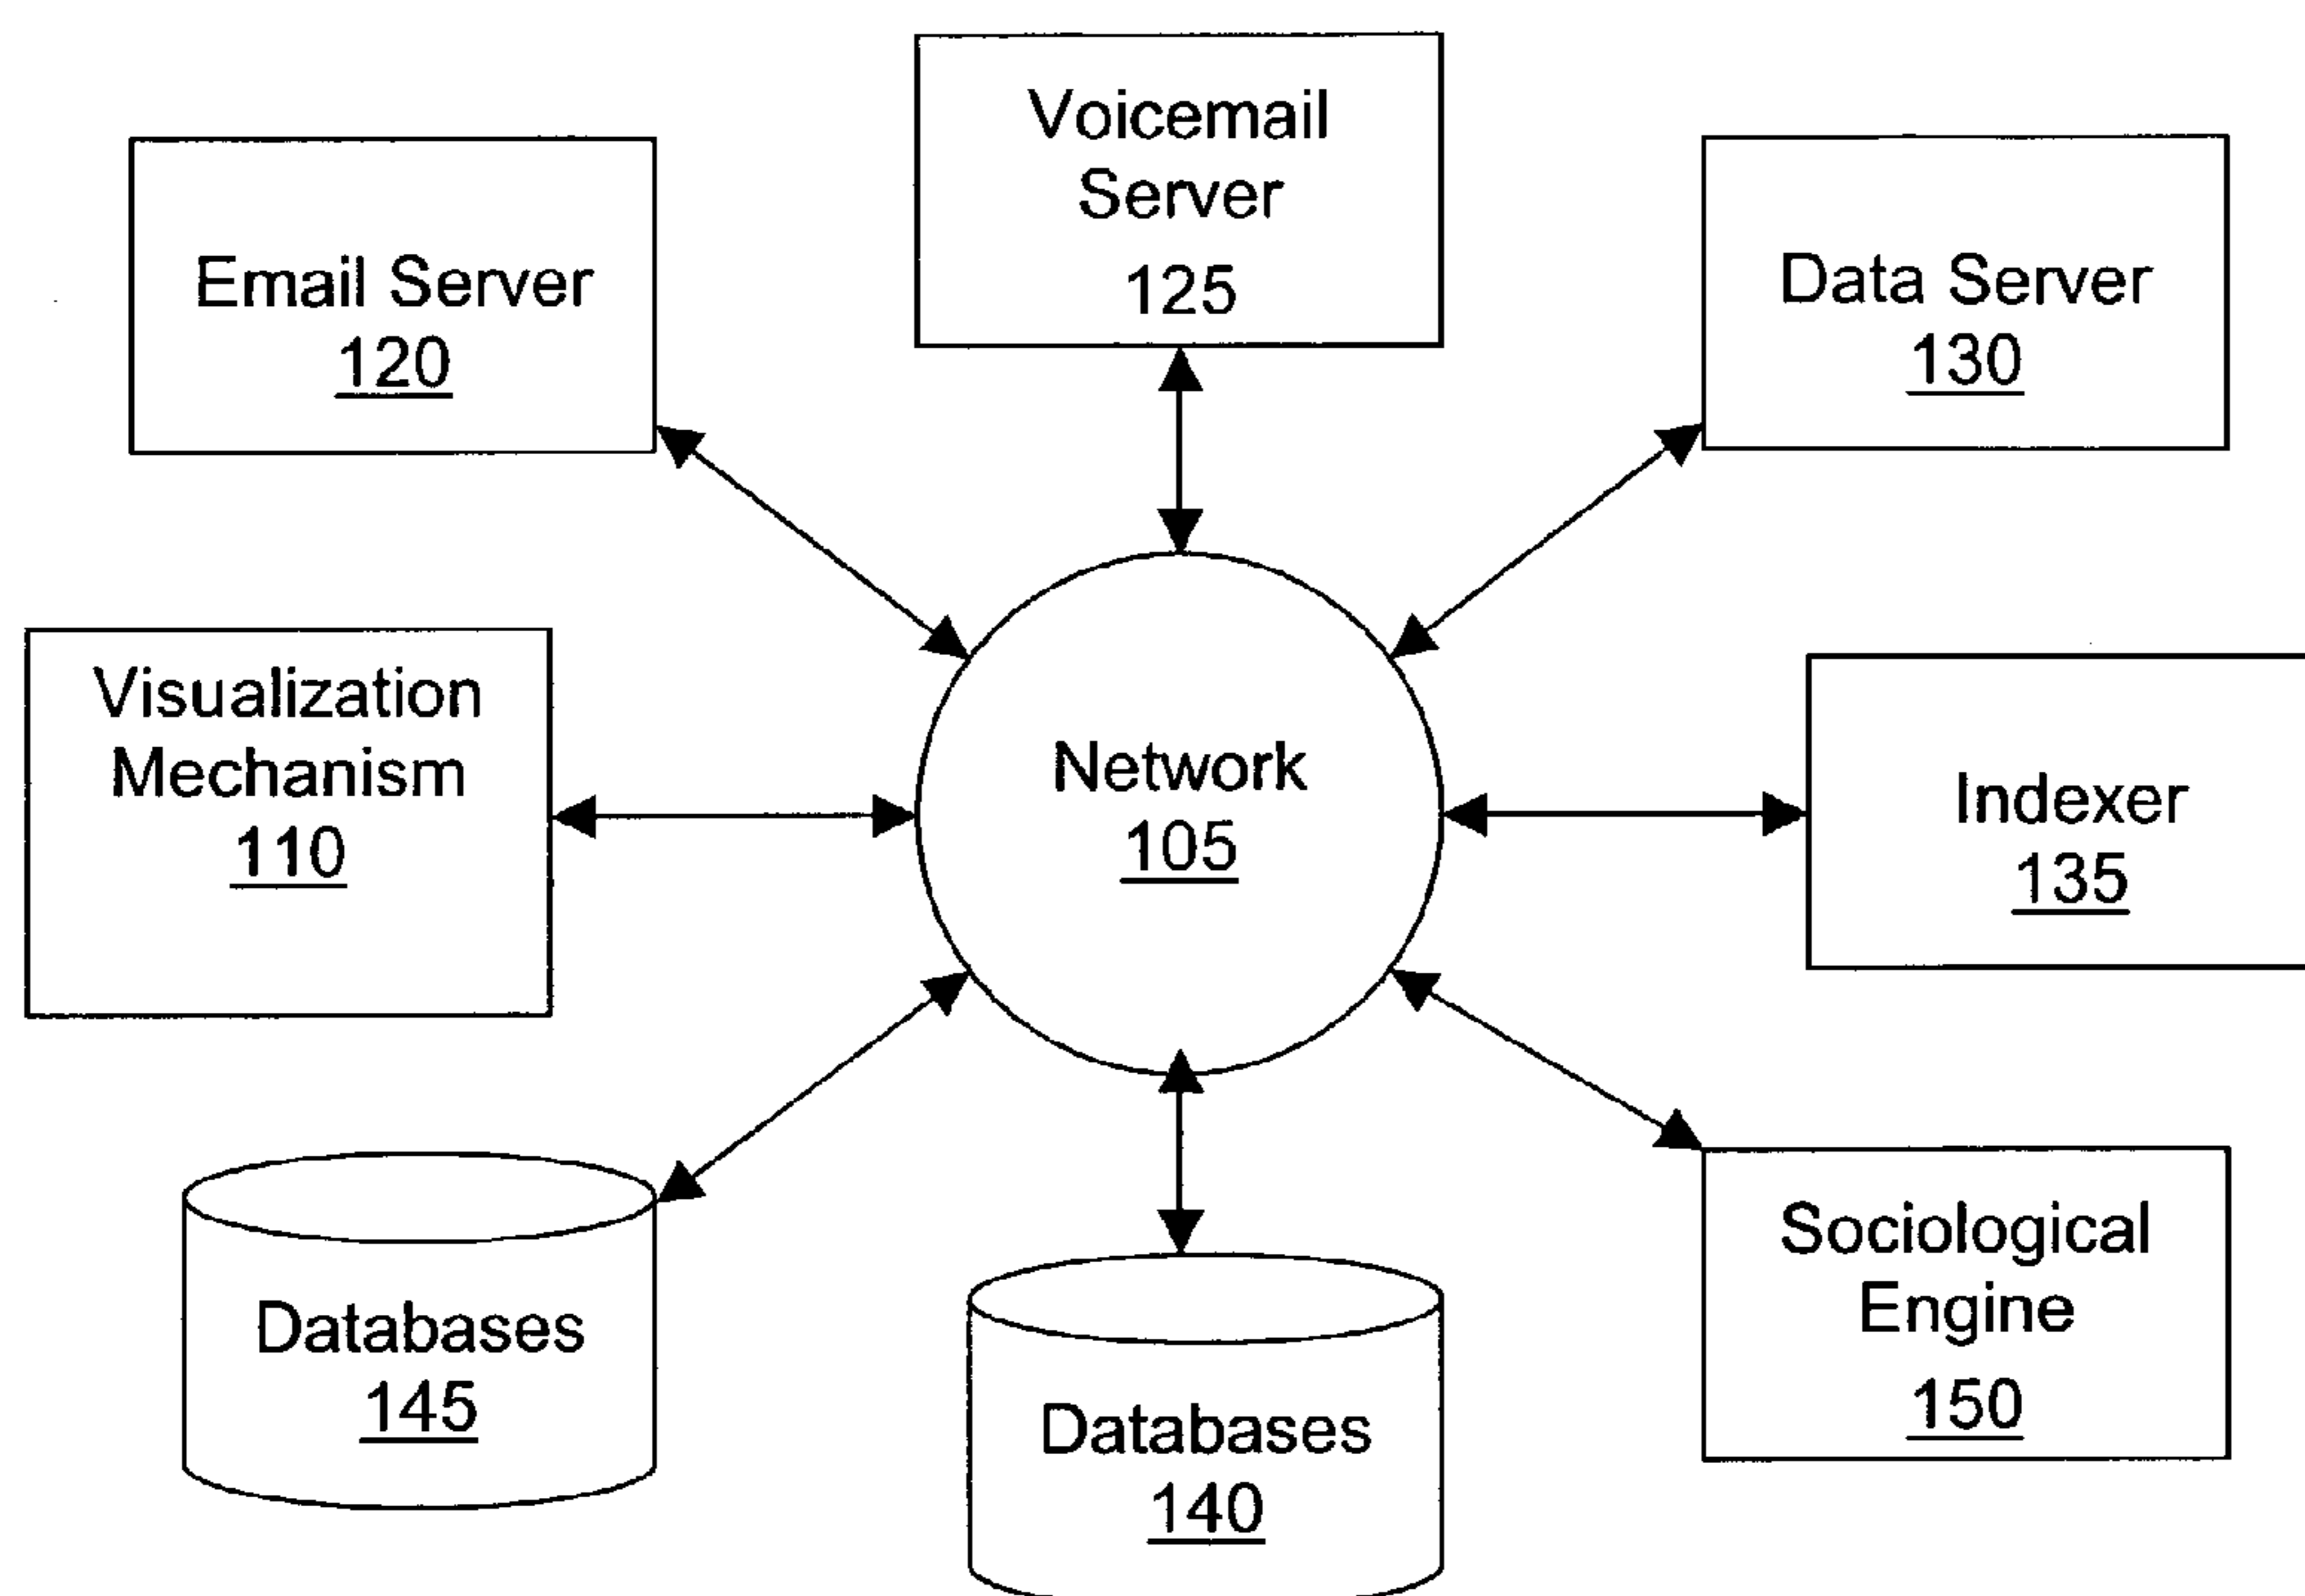 Voicemail
Server
125
Email Server
120
Data Server
130
Visualization
Mechanism
110
Network
105
Indexer
135
Databases
145
Databases
140
Sociological
Engine
150